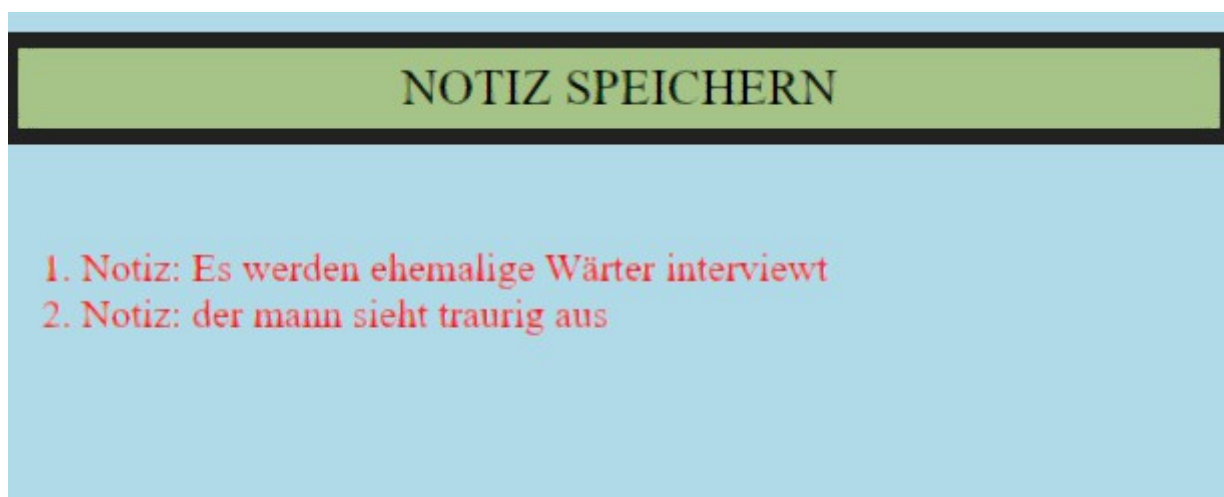 NOTIZ SPEICHERN
1. Notiz: Es werden ehemalige Wärter interviewt
2. Notiz: der mann sieht traurig aus